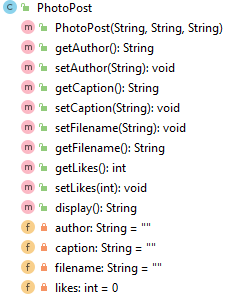 PhotoPost
PhotoPost(String, String, String)
getAuthor(): String
setAuthor(String): void
getCaption(): String
setCaption(String): void
setFilename(String): void
getFilename(): String
getLikes(): int
setLikes(int): void
display(): String
author: String = ""
caption: String = ""
filename: String = ""
likes: int = 0